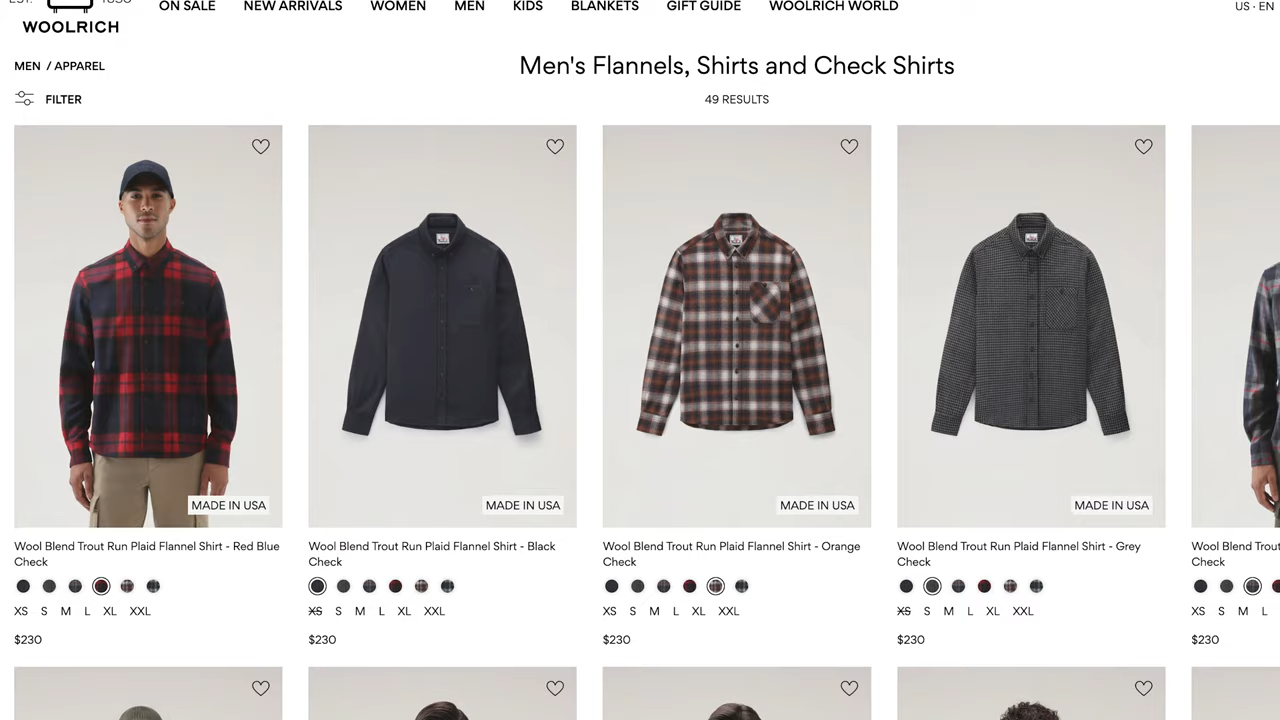 EST. 1830
ON SALE NEW ARRIVALS WOMEN MEN KIDS BLANKETS GIFT GUIDE WOOLRICH WORLD US · EN
WOOLRICH
MEN / APPAREL
Men's Flannels, Shirts and Check Shirts
FILTER
49 RESULTS
MADE IN USA
MADE IN USA
MADE IN USA
MADE IN USA
Wool Blend Trout Run Plaid Flannel Shirt - Red Blue
Check
XS S M L XL XXL
$230
Wool Blend Trout Run Plaid Flannel Shirt - Black
Check
XS S M L XL XXL
$230
Wool Blend Trout Run Plaid Flannel Shirt - Orange
Check
XS S M L XL XXL
$230
Wool Blend Trout Run Plaid Flannel Shirt - Grey
Check
XS S M L XL XXL
$230
Wool Blend Trout
Check
XS S M L
$230